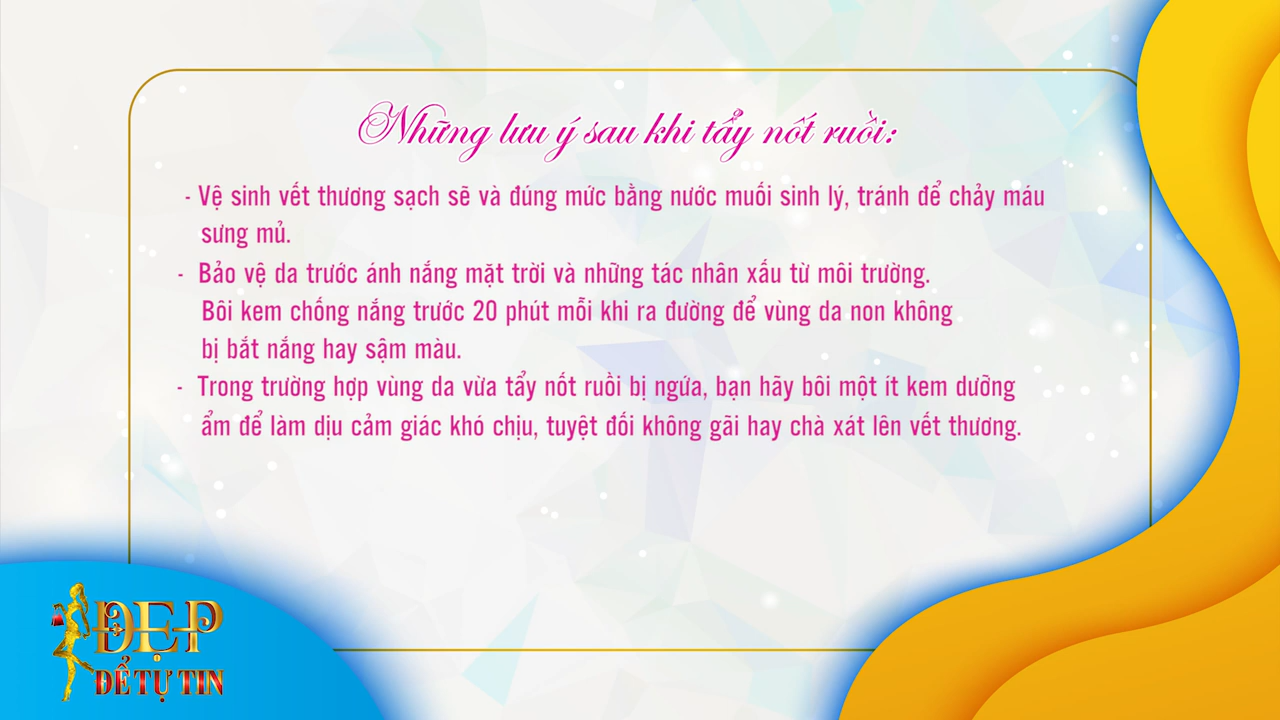 Những lưu ý sau khi tẩy nốt ruồi:
- Vệ sinh vết thương sạch sẽ và đúng mức bằng nước muối sinh lý, tránh để chảy máu
sưng mủ.
- Bảo vệ da trước ánh nắng mặt trời và những tác nhân xấu từ môi trường.
Bôi kem chống nắng trước 20 phút mỗi khi ra đường để vùng da non không
bị bắt nắng hay sậm màu.
- Trong trường hợp vùng da vừa tẩy nốt ruồi bị ngứa, bạn hãy bôi một ít kem dưỡng
ẩm để làm dịu cảm giác khó chịu, tuyệt đối không gãi hay chà xát lên vết thương.
ĐẸP
ĐỂ TỰ TIN